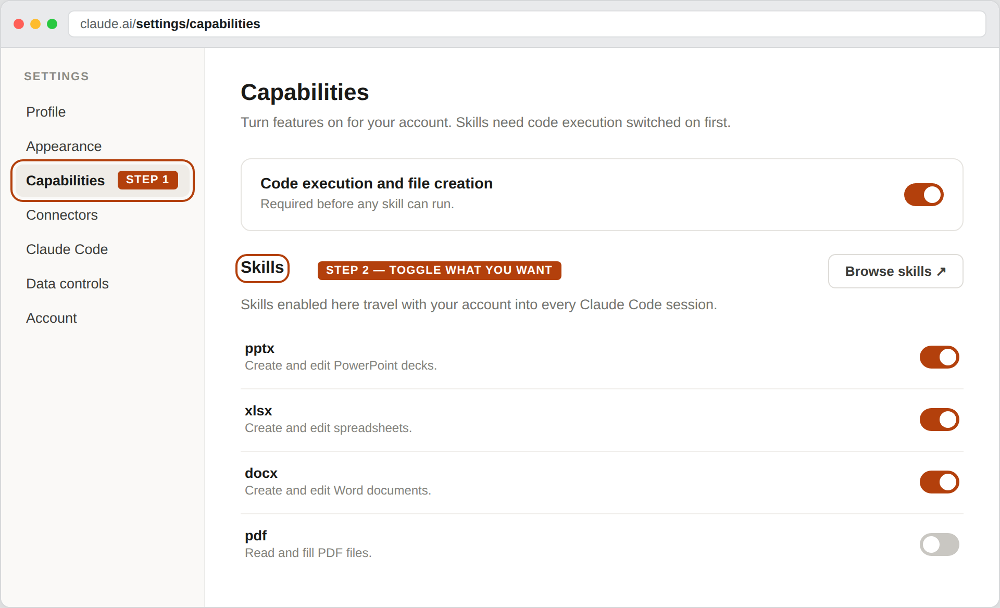 claude.ai/settings/capabilities
SETTINGS
Profile
Appearance
Capabilities STEP 1
Connectors
Claude Code
Data controls
Account
Capabilities
Turn features on for your account. Skills need code execution switched on first.
Code execution and file creation
Required before any skill can run.
Skills STEP 2 — TOGGLE WHAT YOU WANT Browse skills ↗
Skills enabled here travel with your account into every Claude Code session.
pptx
Create and edit PowerPoint decks.
xlsx
Create and edit spreadsheets.
docx
Create and edit Word documents.
pdf
Read and fill PDF files.